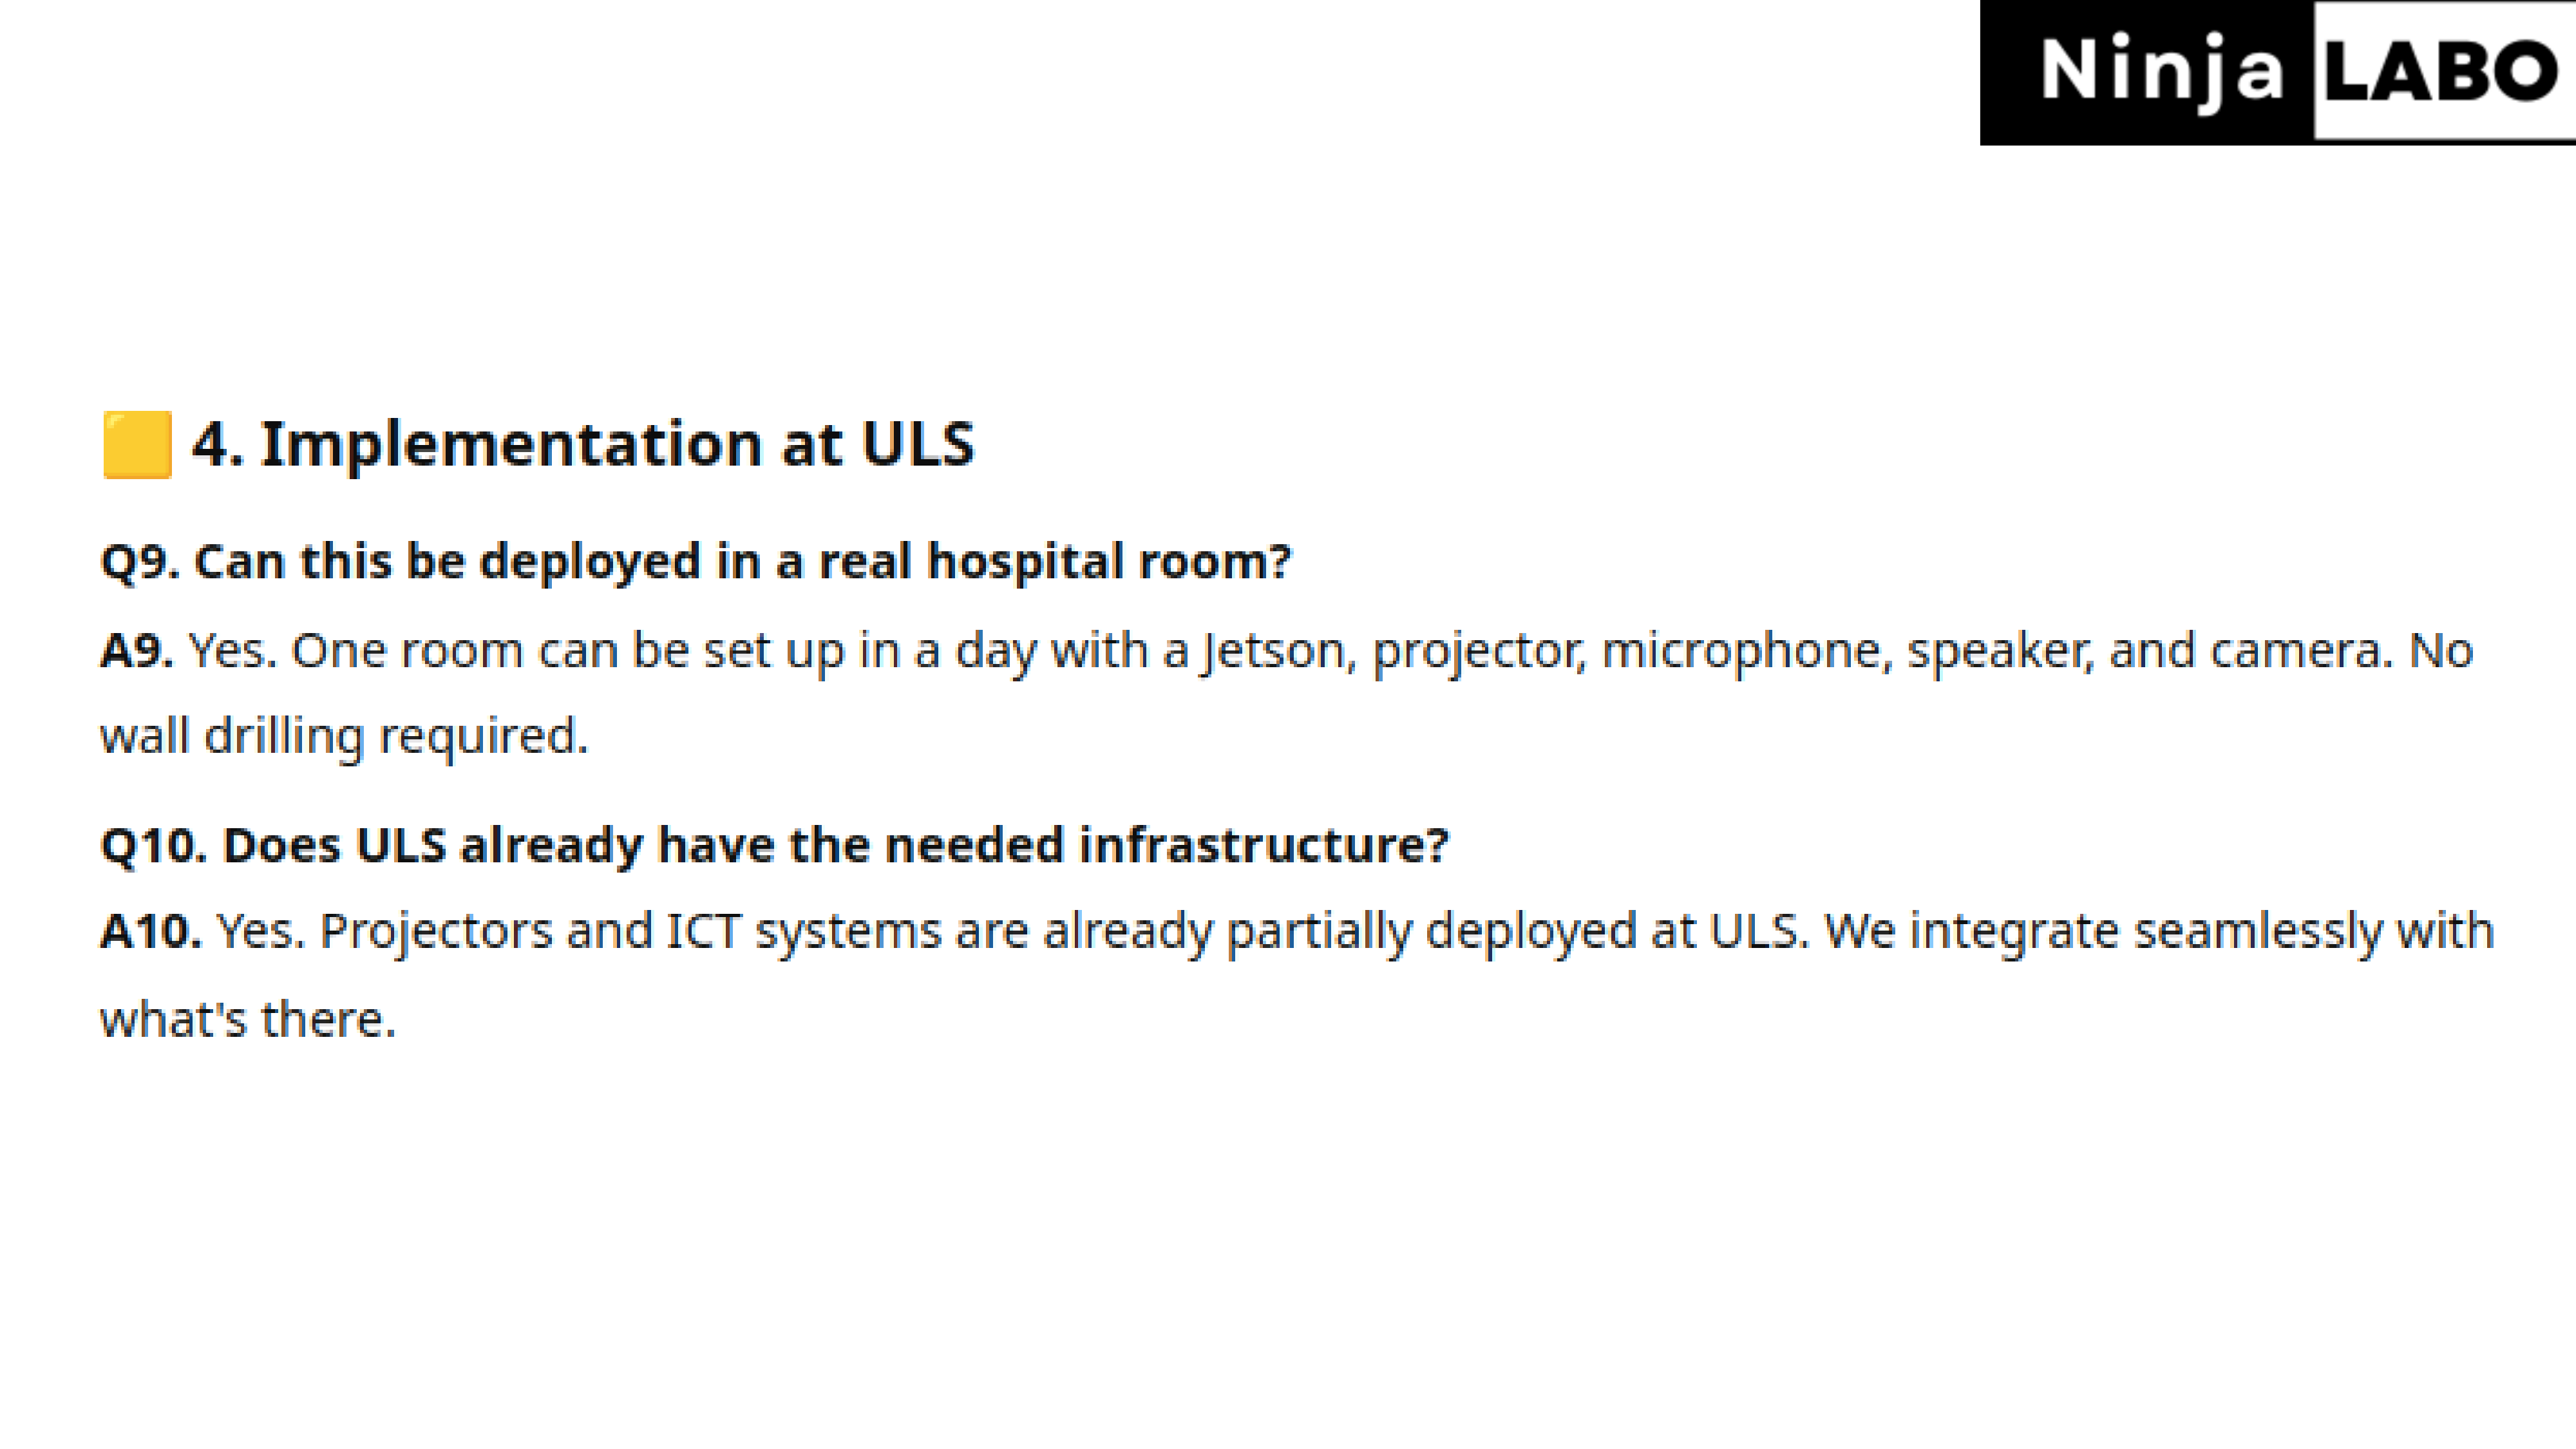 Ninja LABO
4. Implementation at ULS
Q9. Can this be deployed in a real hospital room?
A9. Yes. One room can be set up in a day with a Jetson, projector, microphone, speaker, and camera. No
wall drilling required.
Q10. Does ULS already have the needed infrastructure?
A10. Yes. Projectors and ICT systems are already partially deployed at ULS. We integrate seamlessly with
what's there.